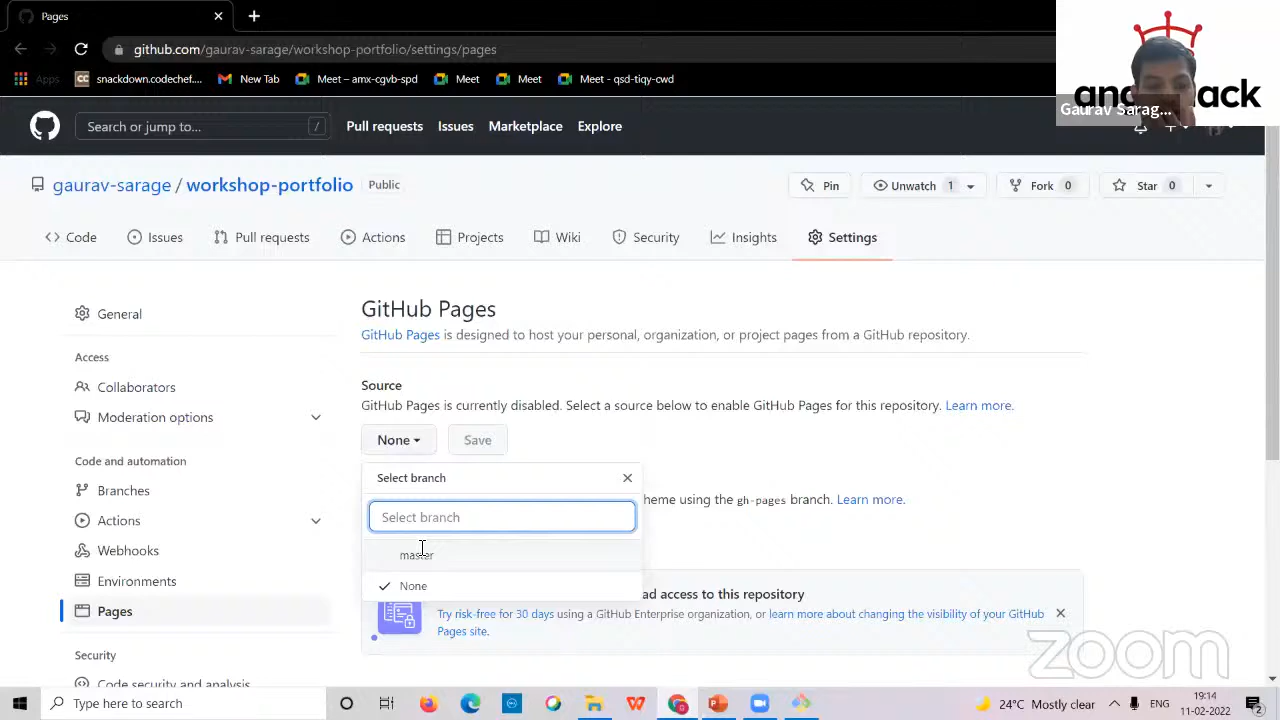 Pages
github.com/gaurav-sarage/workshop-portfolio/settings/pages
Apps
CC
snackdown.codechef....
New Tab
Meet – amx-cgvb-spd
Meet
Meet
Meet - qsd-tiqy-cwd
Gaurav Sarag...
Search or jump to...
/
Pull requests
Issues
Marketplace
Explore
gaurav-sarage / workshop-portfolio
Public
Pin
Unwatch 1
Fork 0
Star 0
Code
Issues
Pull requests
Actions
Projects
Wiki
Security
Insights
Settings
General
Access
Collaborators
Moderation options
Code and automation
Branches
Actions
Webhooks
Environments
Pages
Security
Code security and analysis
GitHub Pages
GitHub Pages is designed to host your personal, organization, or project pages from a GitHub repository.
Source
GitHub Pages is currently disabled. Select a source below to enable GitHub Pages for this repository. Learn more.
None
Save
Select branch
Select branch
master
None
heme using the gh-pages branch. Learn more.
ad access to this repository
Try risk-free for 30 days using a GitHub Enterprise organization, or learn more about changing the visibility of your GitHub
Pages site.
zoom
Type here to search
24°C Mostly clear
ENG
19:14
11-02-2022
2